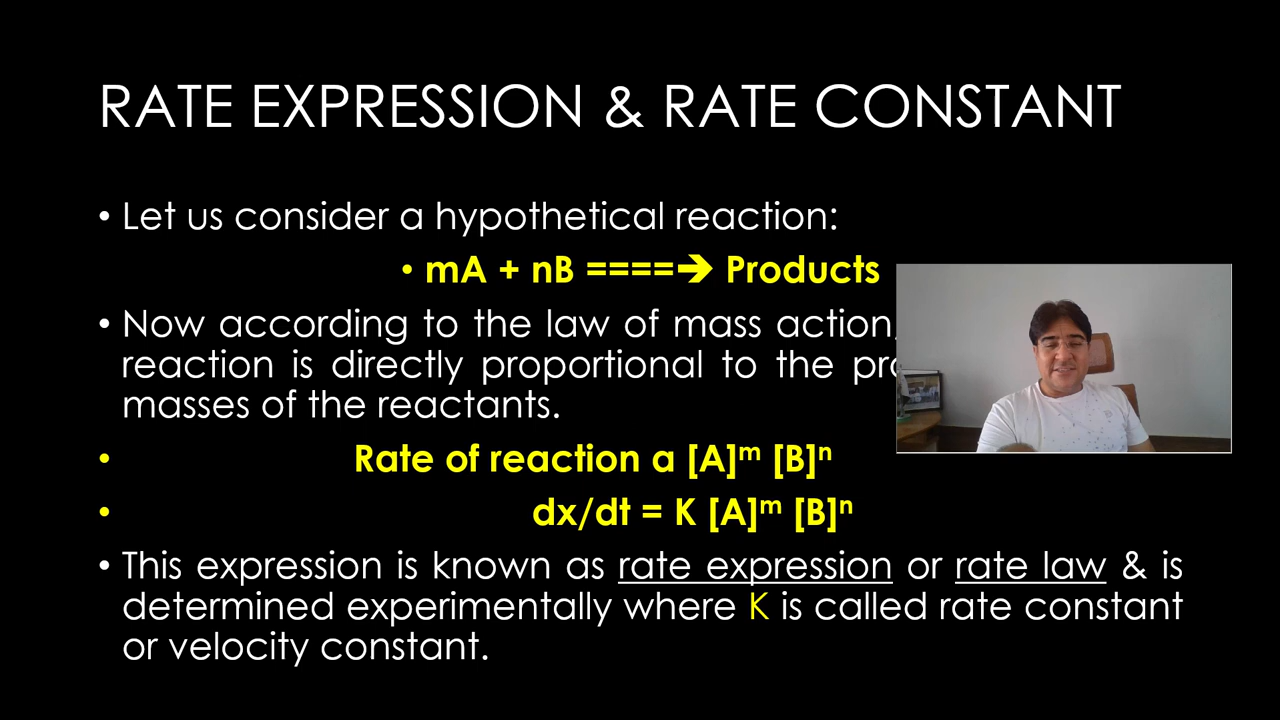 RATE EXPRESSION & RATE CONSTANT
• Let us consider a hypothetical reaction:
• mA + nB ====➔ Products
• Now according to the law of mass action,
reaction is directly proportional to the
masses of the reactants.
• Rate of reaction a [A]ᵐ [B]ⁿ
• dx/dt = K [A]ᵐ [B]ⁿ
• This expression is known as rate expression or rate law & is
determined experimentally where K is called rate constant
or velocity constant.